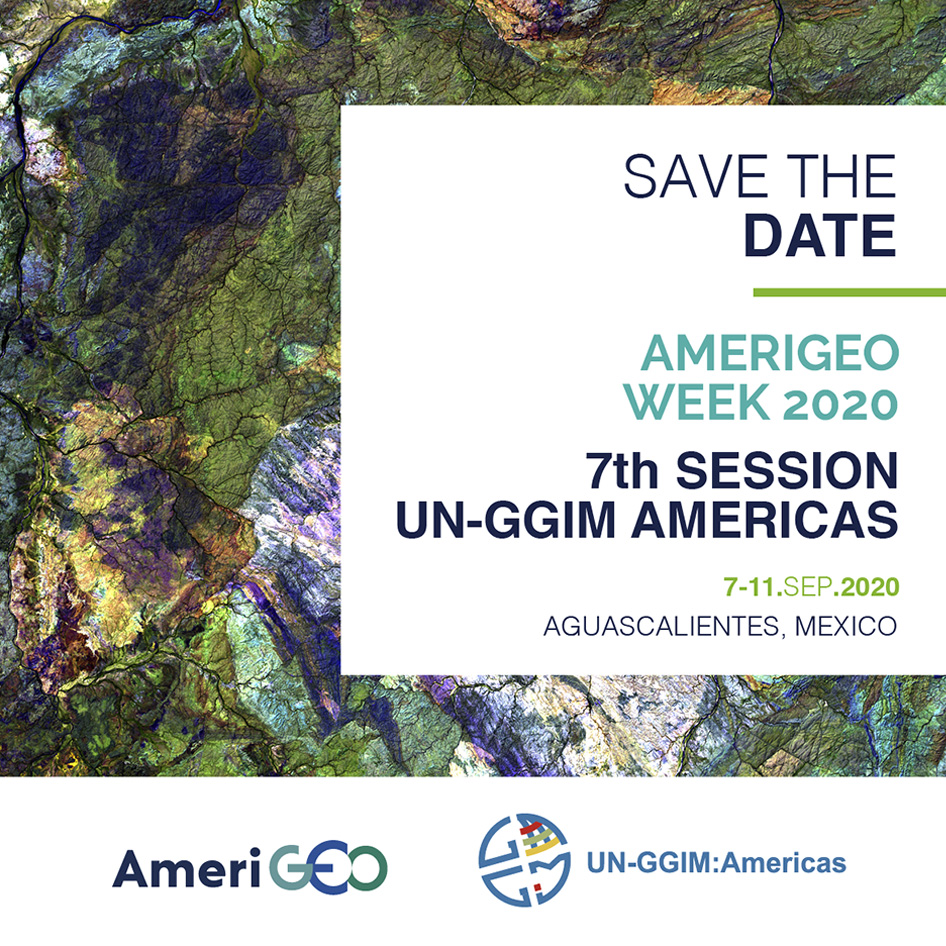 SAVE THE
DATE
AMERIGEO
WEEK 2020
7th SESSION
UN-GGIM AMERICAS
7-11.SEP.2020
AGUASCALIENTES, MEXICO
AmeriGEO
UN-GGIM:Americas